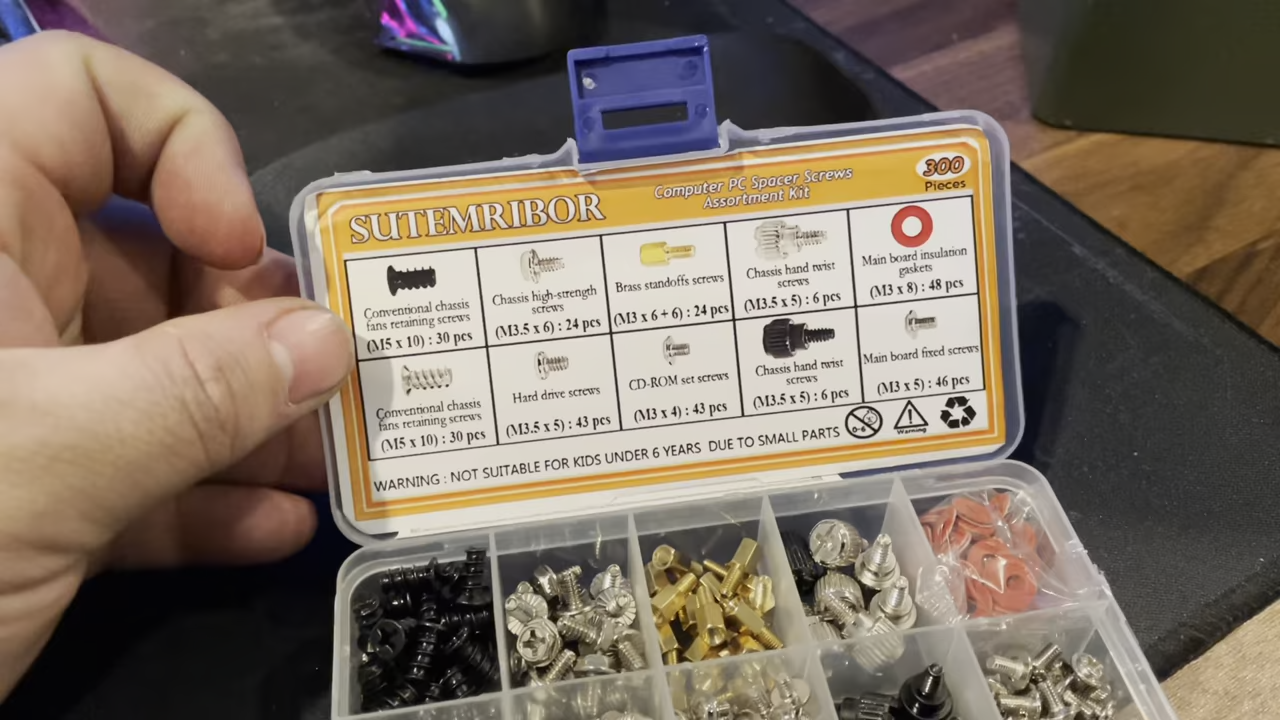 SUTEMRIBOR
Computer PC Spacer Screws
Assortment Kit
300
Pieces
Conventional chassis
fans retaining screws
(M5 x 10) : 30 pcs
Chassis high-strength
screws
(M3.5 x 6) : 24 pcs
Brass standoffs screws
(M3 x 6 + 6) : 24 pcs
Chassis hand twist
screws
(M3.5 x 5) : 6 pcs
Main board insulation
gaskets
(M3 x 8) : 48 pcs
Conventional chassis
fans retaining screws
(M5 x 10) : 30 pcs
Hard drive screws
(M3.5 x 5) : 43 pcs
CD-ROM set screws
(M3 x 4) : 43 pcs
Chassis hand twist
screws
(M3.5 x 5) : 6 pcs
Main board fixed screws
(M3 x 5) : 46 pcs
WARNING : NOT SUITABLE FOR KIDS UNDER 6 YEARS DUE TO SMALL PARTS
0-6
Warning